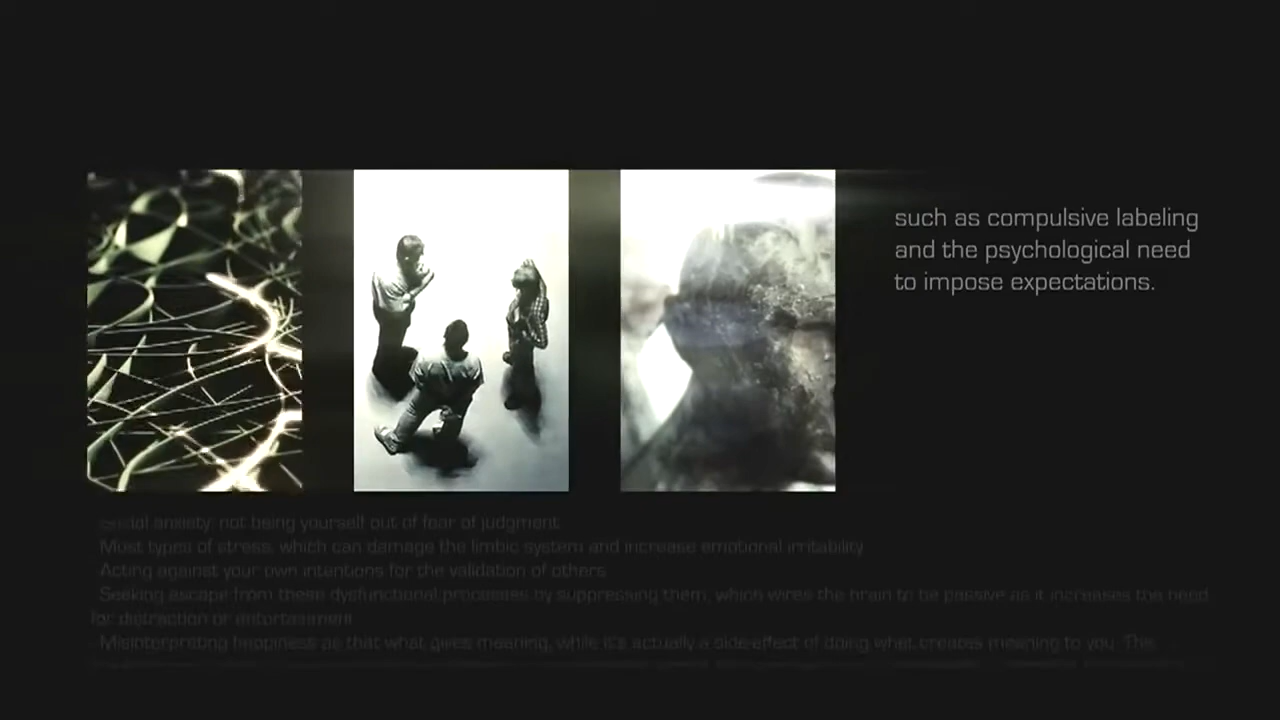 such as compulsive labeling
and the psychological need
to impose expectations.
social anxiety: not being yourself out of fear of judgment
Most types of stress, which can damage the limbic system and increase emotional irritability
Acting against your own intentions for the validation of others
Seeking escape from these dysfunctional processes by suppressing them, which wires the brain to be passive as it increases the need
for distraction or entertainment
Misinterpreting happiness as that what gives meaning, while it's actually a side-effect of doing what creates meaning to you. This